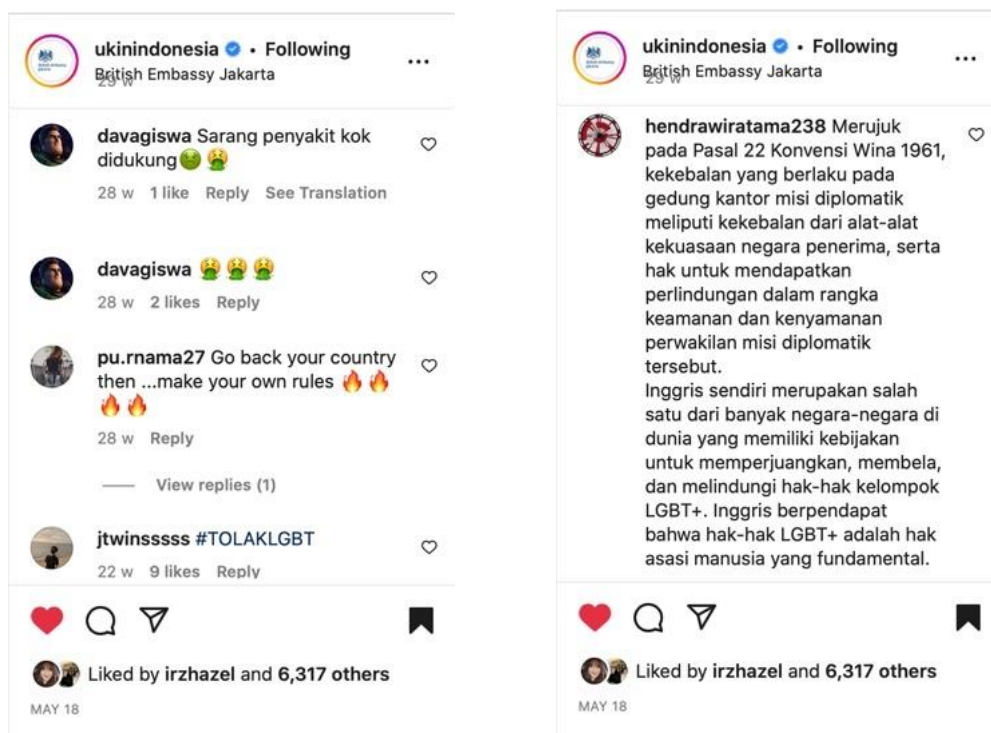 ukinindonesia • Following
British Embassy Jakarta
29 w
davagiswa Sarang penyakit kok
didukung🤢🤮
28 w 1 like Reply See Translation
davagiswa 🤮🤮🤮
28 w 2 likes Reply
pu.rnama27 Go back your country
then ...make your own rules 🔥🔥
🔥🔥
28 w Reply
View replies (1)
jtwinsssss #TOLAKLGBT
22 w 9 likes Reply
Liked by irzhazel and 6,317 others
MAY 18
ukinindonesia • Following
British Embassy Jakarta
29 w
hendrawiratama238 Merujuk
pada Pasal 22 Konvensi Wina 1961,
kekebalan yang berlaku pada
gedung kantor misi diplomatik
meliputi kekebalan dari alat-alat
kekuasaan negara penerima, serta
hak untuk mendapatkan
perlindungan dalam rangka
keamanan dan kenyamanan
perwakilan misi diplomatik
tersebut.
Inggris sendiri merupakan salah
satu dari banyak negara-negara di
dunia yang memiliki kebijakan
untuk memperjuangkan, membela,
dan melindungi hak-hak kelompok
LGBT+. Inggris berpendapat
bahwa hak-hak LGBT+ adalah hak
asasi manusia yang fundamental.
Liked by irzhazel and 6,317 others
MAY 18